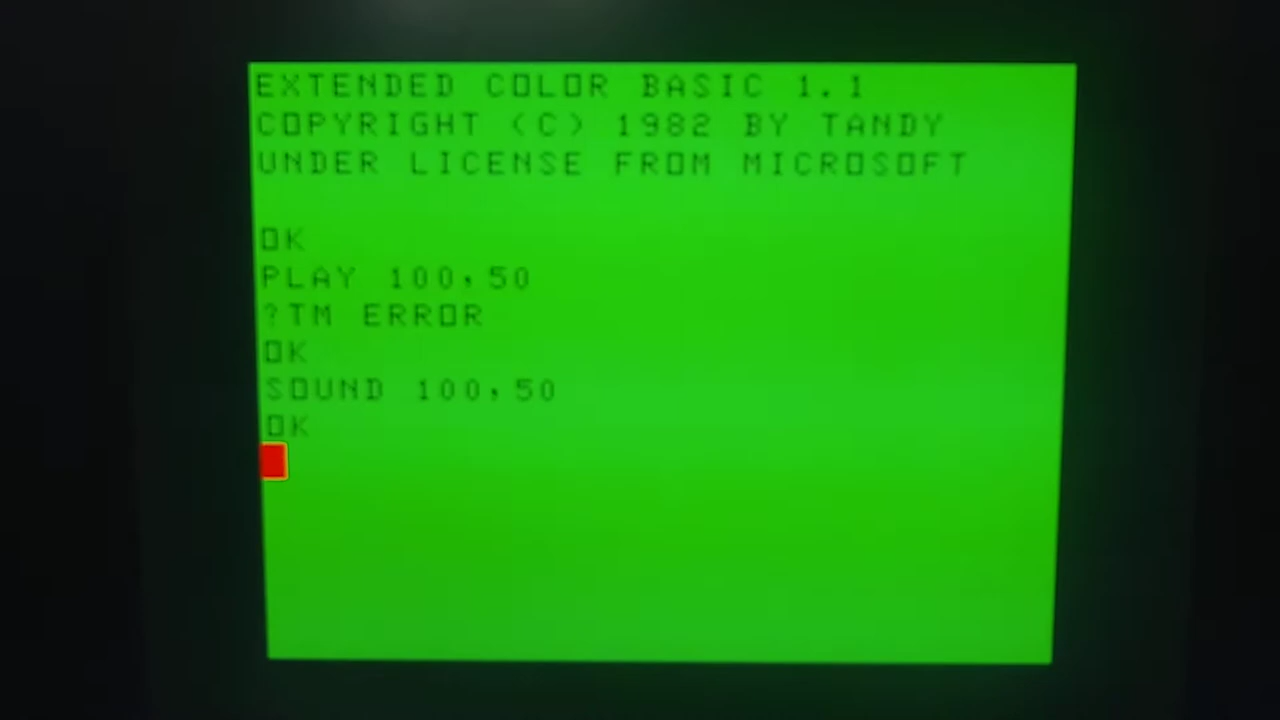 EXTENDED COLOR BASIC 1.1
COPYRIGHT (C) 1982 BY TANDY
UNDER LICENSE FROM MICROSOFT
OK
PLAY 100,50
?TM ERROR
OK
SOUND 100,50
OK